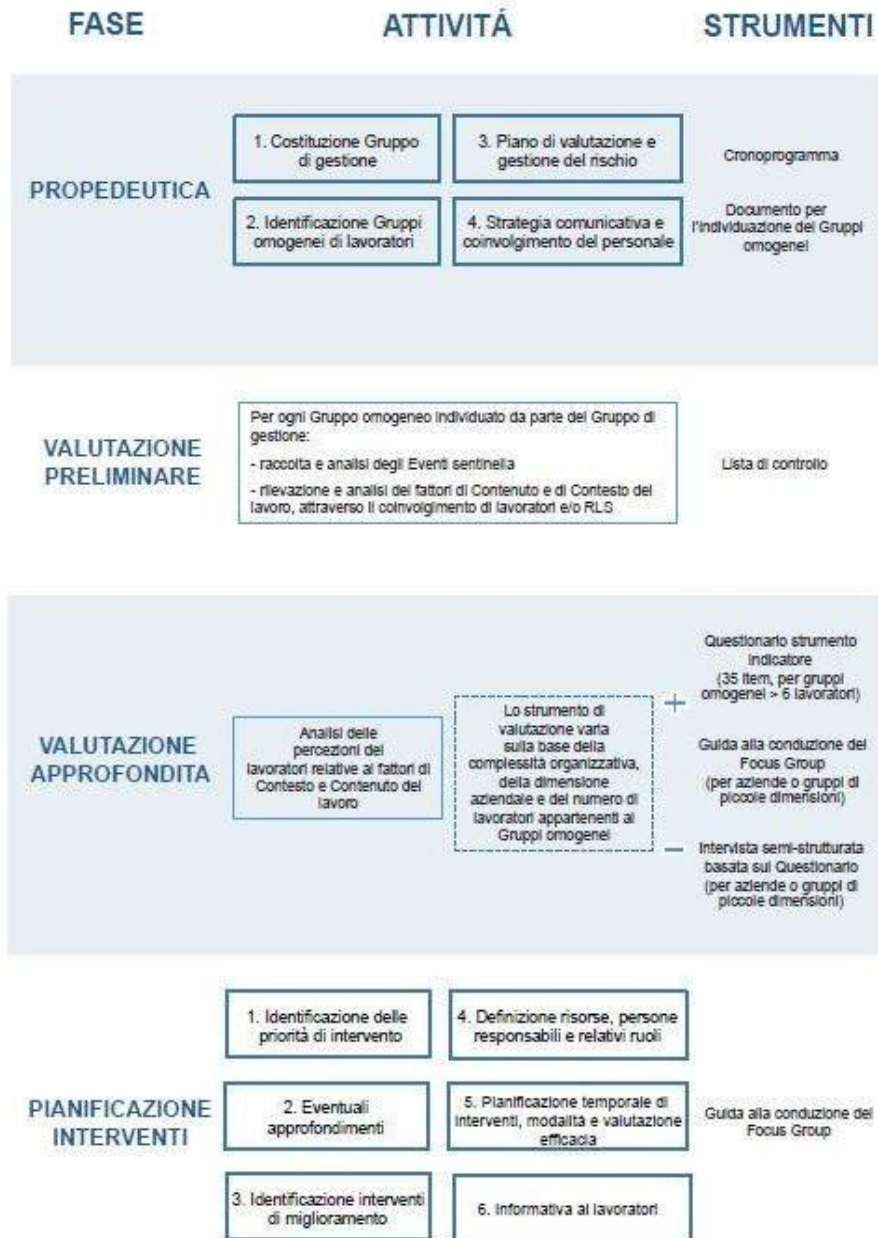 FASE
ATTIVITÁ
STRUMENTI
PROPEDEUTICA
1. Costituzione Gruppo
di gestione
3. Piano di valutazione e
gestione del rischio
2. Identificazione Gruppi
omogenei di lavoratori
4. Strategia comunicativa e
coinvolgimento del personale
Cronoprogramma
Documento per
l'individuazione dei Gruppi
omogenei
VALUTAZIONE
PRELIMINARE
Per ogni Gruppo omogeneo individuato da parte del Gruppo di
gestione:
- raccolta e analisi degli Eventi sentinella
- rilevazione e analisi dei fattori di Contenuto e di Contesto del
lavoro, attraverso il coinvolgimento di lavoratori e/o RLS
Lista di controllo
VALUTAZIONE
APPROFONDITA
Analisi delle
percezioni dei
lavoratori relative ai fattori di
Contesto e Contenuto del
lavoro
Lo strumento di
valutazione varia
sulla base della
complessità organizzativa,
della dimensione
aziendale e del numero di
lavoratori appartenenti ai
Gruppi omogenei
+
−
Questionario strumento
indicatore
(35 item, per gruppi
omogenei > 6 lavoratori)
Guida alla conduzione del
Focus Group
(per aziende o gruppi di
piccole dimensioni)
Intervista semi-strutturata
basata sul Questionario
(per aziende o gruppi di
piccole dimensioni)
PIANIFICAZIONE
INTERVENTI
1. Identificazione delle
priorità di intervento
4. Definizione risorse, persone
responsabili e relativi ruoli
2. Eventuali
approfondimenti
5. Pianificazione temporale di
interventi, modalità e valutazione
efficacia
3. Identificazione interventi
di miglioramento
6. Informativa ai lavoratori
Guida alla conduzione del
Focus Group